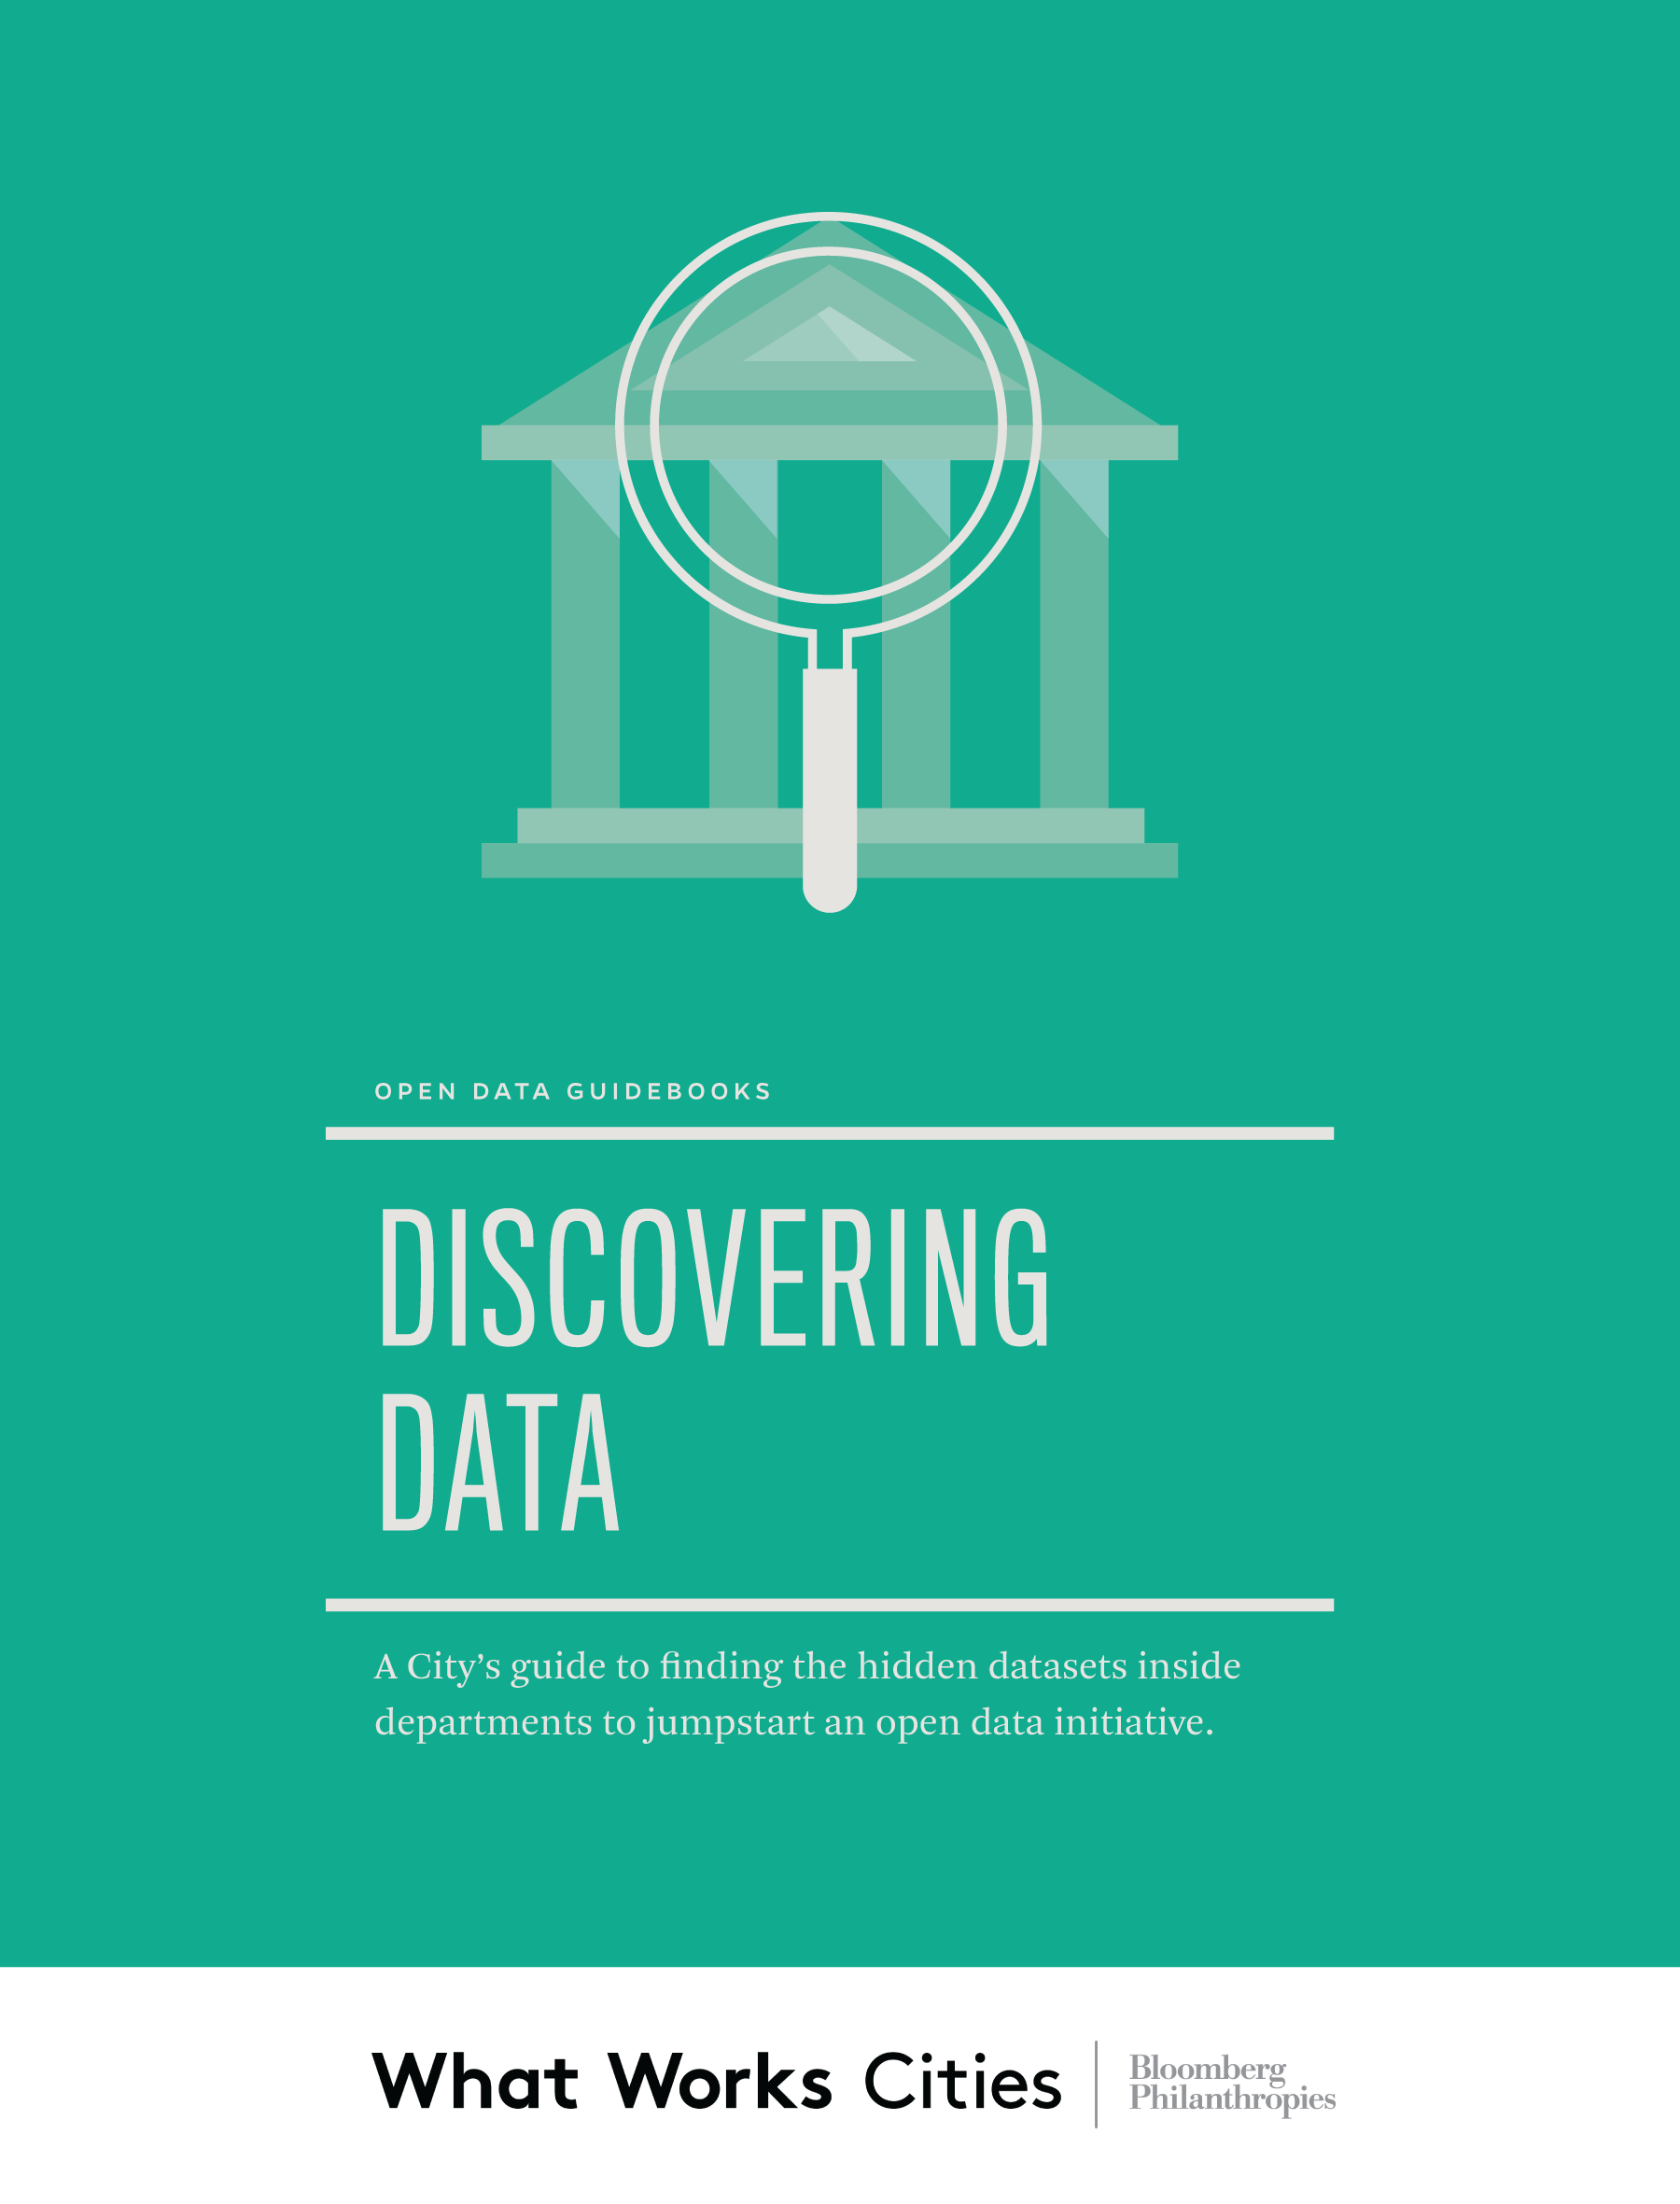 OPEN DATA GUIDEBOOKS
DISCOVERING
DATA
A City’s guide to finding the hidden datasets inside
departments to jumpstart an open data initiative.
What Works Cities
Bloomberg
Philanthropies